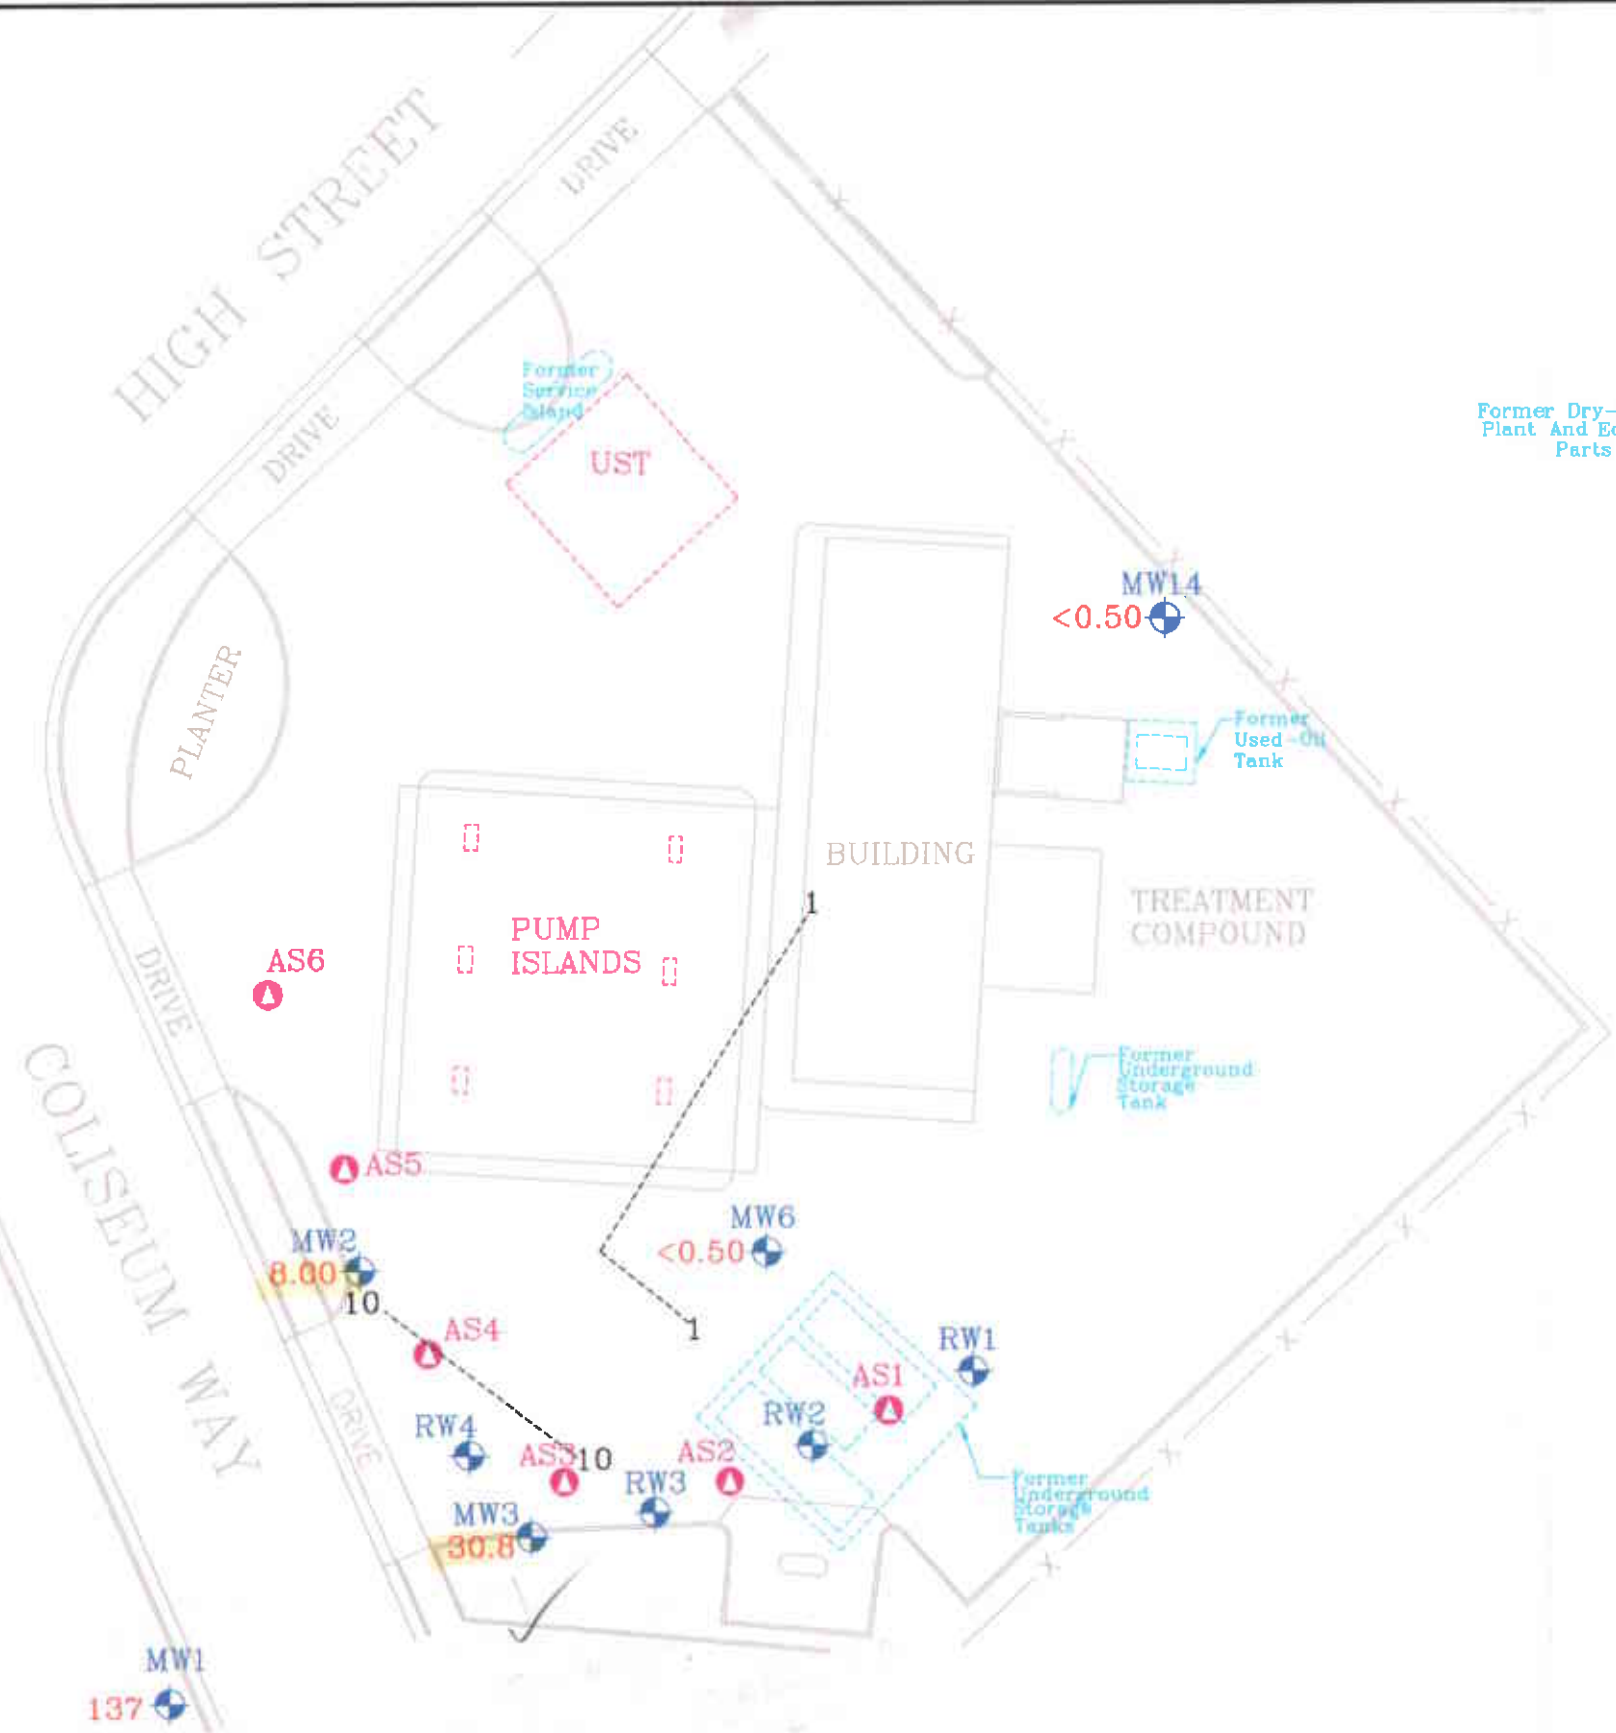 HIGH STREET
DRIVE
Former
Service
Island
UST
DRIVE
Former Dry-
Parts
Plant And
MW14
<0.50
PLANTER
Former
Used-Oil
Tank
BUILDING
1
TREATMENT
COMPOUND
PUMP
ISLANDS
AS6
DRIVE
Former
Underground
Storage
Tank
COLISEUM WAY
AS5
MW2
8.00
10
MW6
<0.50
AS4
1
RW1
AS1
RW2
DRIVE
RW4
AS3
10
AS2
RW3
Former
Underground
Storage
Tanks
MW3
30.8
MW1
137
X
X
X
X
X
X
X
X
X
X
X
X
X